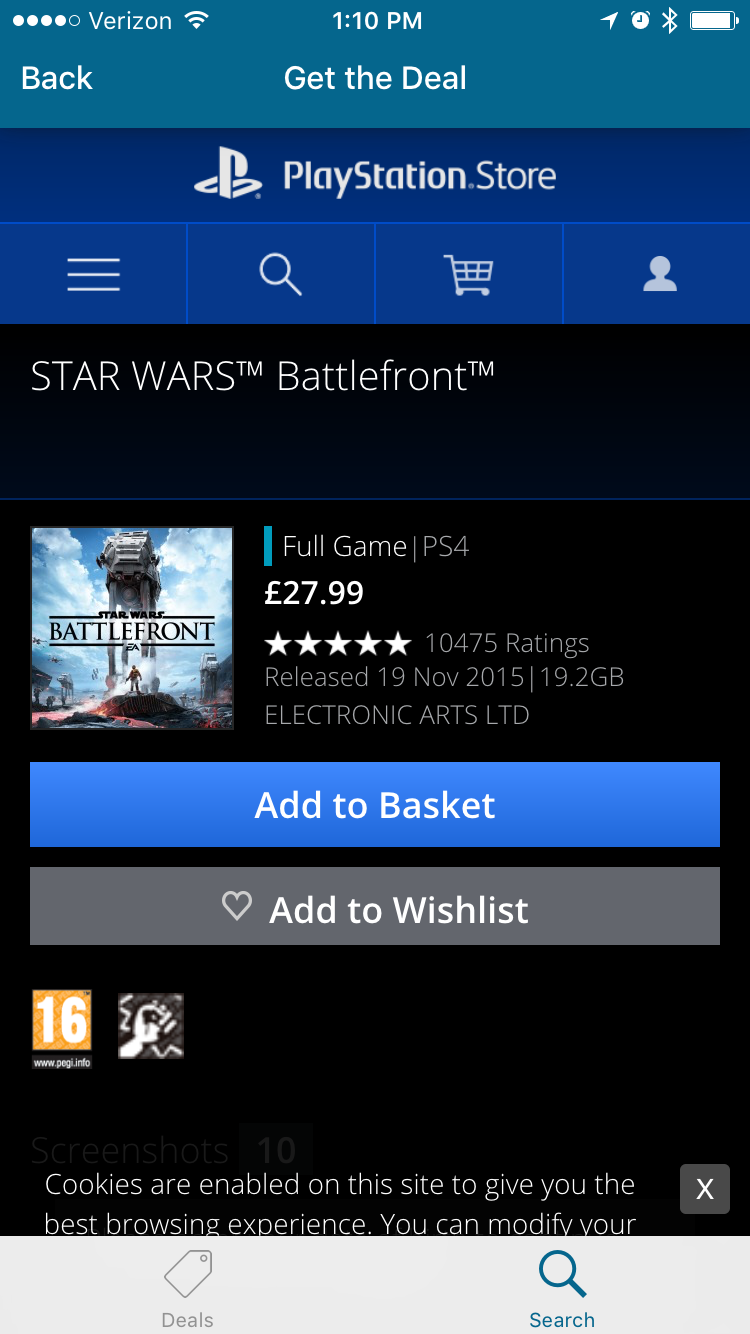 Verizon 1:10 PM
Back Get the Deal
PlayStation.Store
STAR WARS™ Battlefront™
STAR WARS
BATTLEFRONT
EA
Full Game|PS4
£27.99
10475 Ratings
Released 19 Nov 2015|19.2GB
ELECTRONIC ARTS LTD
Add to Basket
Add to Wishlist
16
www.pegi.info
Screenshots 10
Cookies are enabled on this site to give you the X
best browsing experience. You can modify your
Deals Search